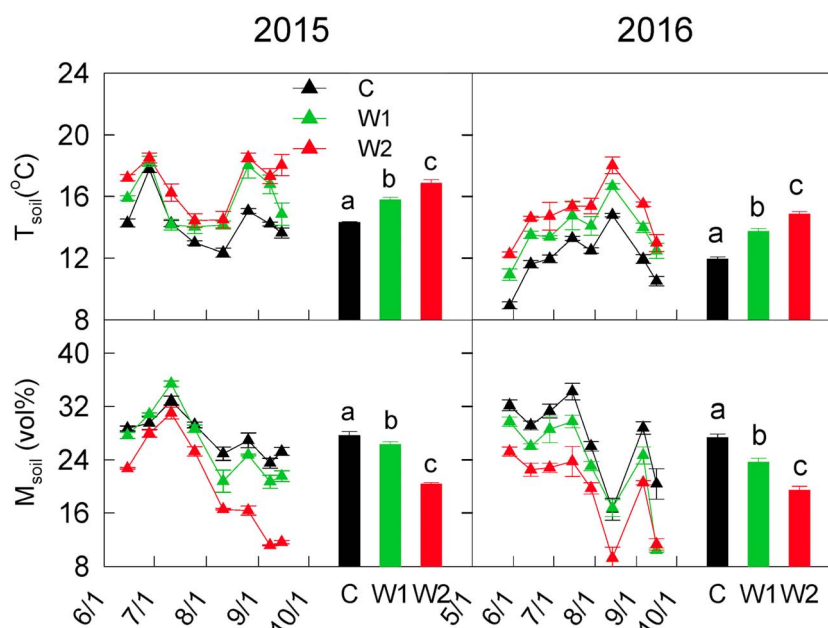 2015 2016
24
20
16
12
8
T_soil(°C)
C
W1
W2
a b c
a b c
40
32
24
16
8
M_soil (vol%)
a b c
a b c
6/1 7/1 8/1 9/1 10/1 C W1 W2 5/1 6/1 7/1 8/1 9/1 10/1 C W1 W2